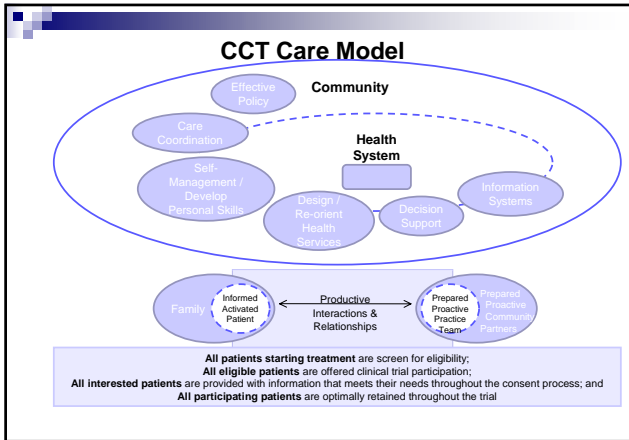 CCT Care Model
Community
Effective
Policy
Care
Coordination
Health
System
Self-
Management /
Develop
Personal Skills
Design /
Re-orient
Health
Services
Decision
Support
Information
Systems
Family
Informed
Activated
Patient
Productive
Interactions &
Relationships
Prepared
Proactive
Practice
Team
Prepared
Proactive
Community
Partners
All patients starting treatment are screen for eligibility;
All eligible patients are offered clinical trial participation;
All interested patients are provided with information that meets their needs throughout the consent process; and
All participating patients are optimally retained throughout the trial